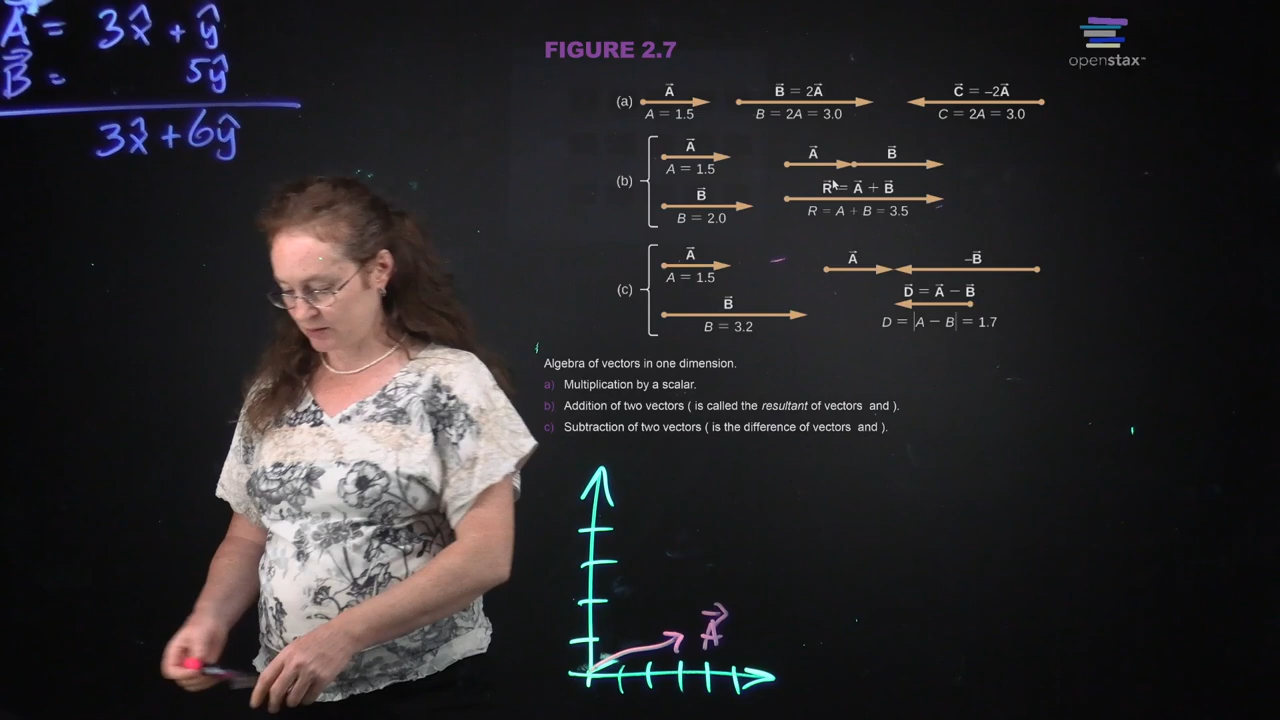 A⃗ = 3x̂ + ŷ
B⃗ = 5ŷ
3x̂ + 6ŷ
FIGURE 2.7
openstax™
(a) A⃗ B⃗ = 2A⃗ C⃗ = –2A⃗
A = 1.5 B = 2A = 3.0 C = 2A = 3.0
(b) A⃗ A⃗ B⃗
A = 1.5
B⃗ R⃗ = A⃗ + B⃗
B = 2.0 R = A + B = 3.5
(c) A⃗ A⃗ –B⃗
A = 1.5
B⃗ D⃗ = A⃗ – B⃗
B = 3.2 D = |A – B| = 1.7
Algebra of vectors in one dimension.
a) Multiplication by a scalar.
b) Addition of two vectors ( is called the resultant of vectors and ).
c) Subtraction of two vectors ( is the difference of vectors and ).
A⃗